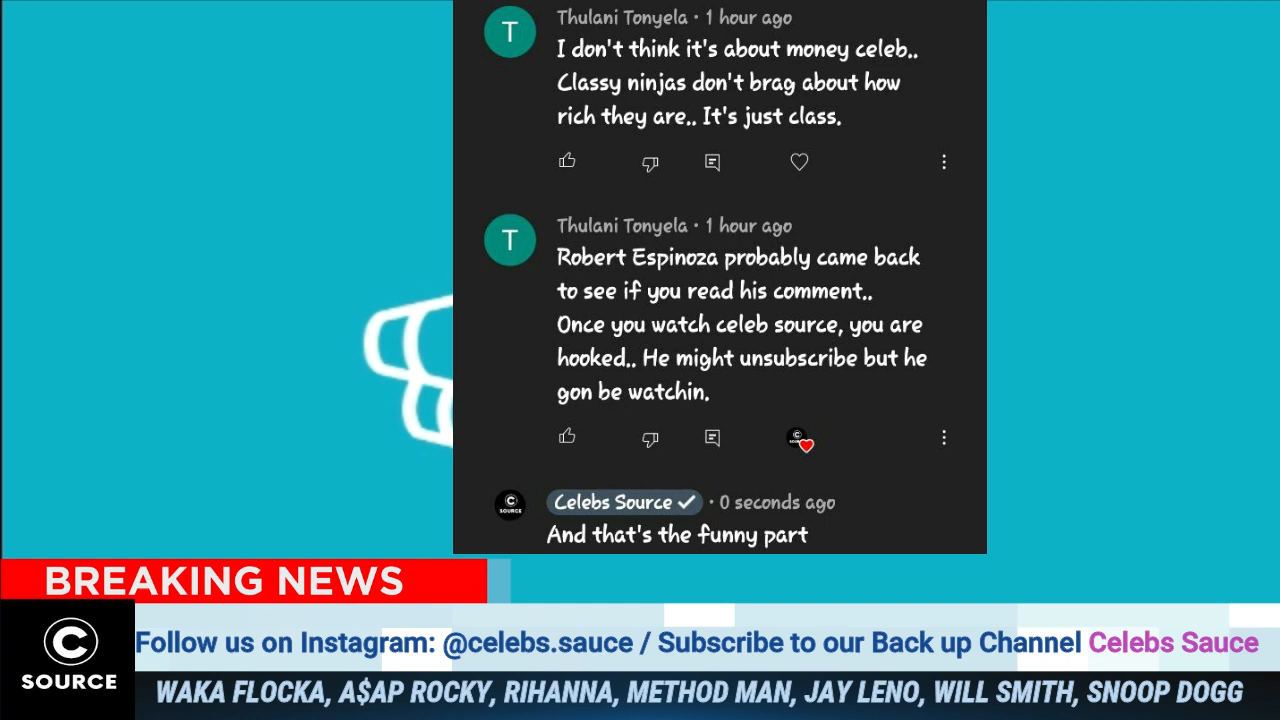 T
Thulani Tonyela • 1 hour ago
I don't think it's about money celeb..
Classy ninjas don't brag about how
rich they are.. It's just class.
T
Thulani Tonyela • 1 hour ago
Robert Espinoza probably came back
to see if you read his comment..
Once you watch celeb source, you are
hooked.. He might unsubscribe but he
gon be watchin.
C
SOURCE
Celebs Source • 0 seconds ago
And that's the funny part
BREAKING NEWS
C
SOURCE
Follow us on Instagram: @celebs.sauce / Subscribe to our Back up Channel Celebs Sauce
WAKA FLOCKA, A$AP ROCKY, RIHANNA, METHOD MAN, JAY LENO, WILL SMITH, SNOOP DOGG